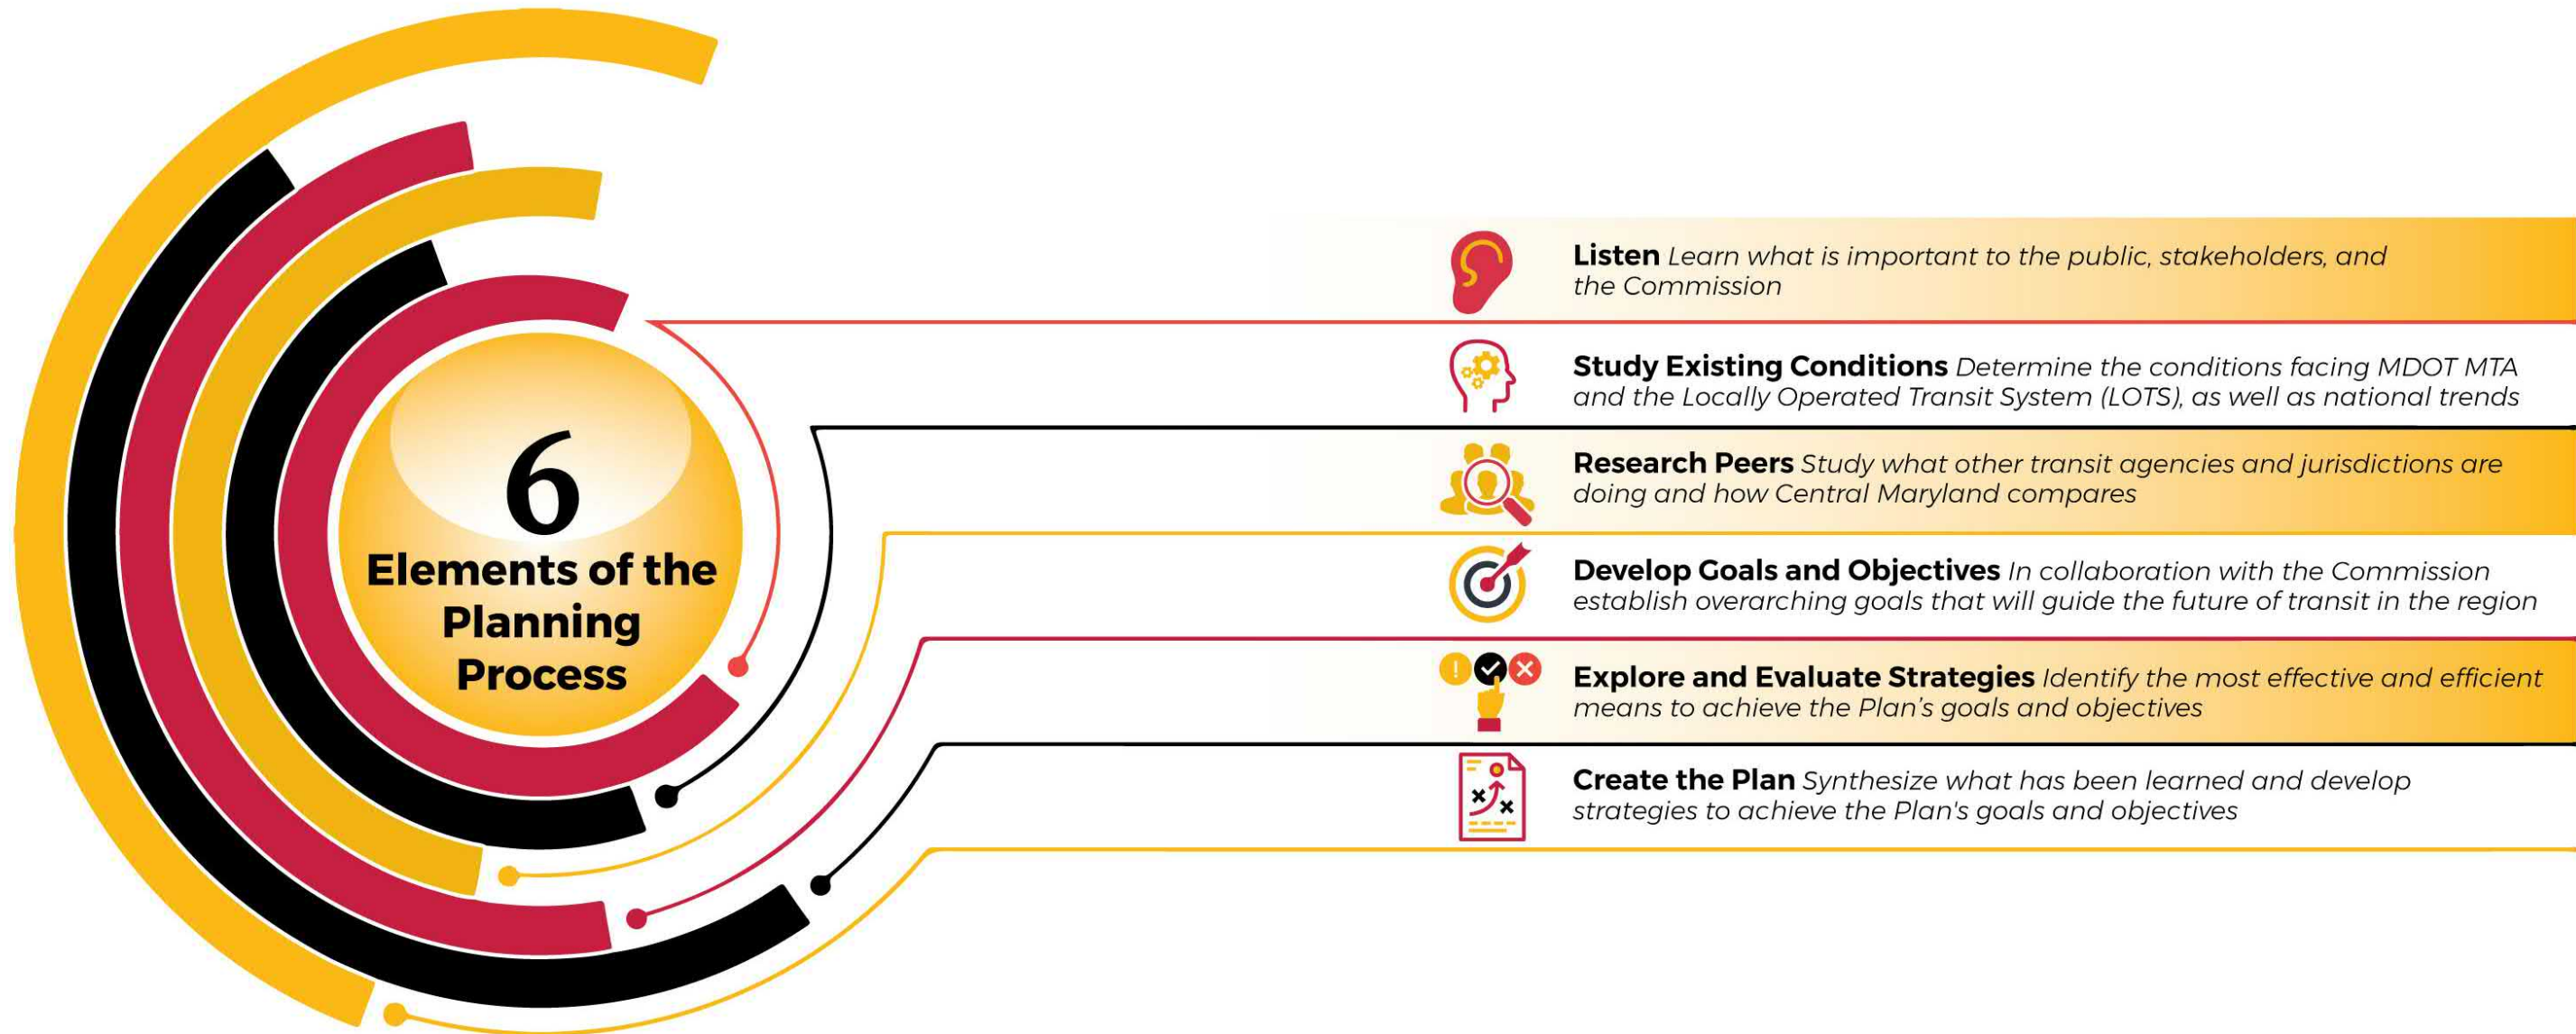 6
Elements of the
Planning
Process
Listen Learn what is important to the public, stakeholders, and
the Commission
Study Existing Conditions Determine the conditions facing MDOT MTA
and the Locally Operated Transit System (LOTS), as well as national trends
Research Peers Study what other transit agencies and jurisdictions are
doing and how Central Maryland compares
Develop Goals and Objectives In collaboration with the Commission
establish overarching goals that will guide the future of transit in the region
Explore and Evaluate Strategies Identify the most effective and efficient
means to achieve the Plan’s goals and objectives
Create the Plan Synthesize what has been learned and develop
strategies to achieve the Plan's goals and objectives